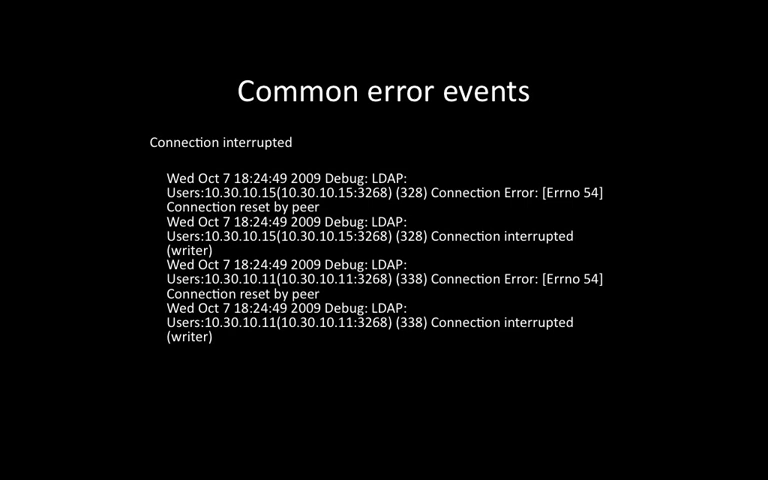 Common error events
Connection interrupted
Wed Oct 7 18:24:49 2009 Debug: LDAP:
Users:10.30.10.15(10.30.10.15:3268) (328) Connection Error: [Errno 54]
Connection reset by peer
Wed Oct 7 18:24:49 2009 Debug: LDAP:
Users:10.30.10.15(10.30.10.15:3268) (328) Connection interrupted
(writer)
Wed Oct 7 18:24:49 2009 Debug: LDAP:
Users:10.30.10.11(10.30.10.11:3268) (338) Connection Error: [Errno 54]
Connection reset by peer
Wed Oct 7 18:24:49 2009 Debug: LDAP:
Users:10.30.10.11(10.30.10.11:3268) (338) Connection interrupted
(writer)